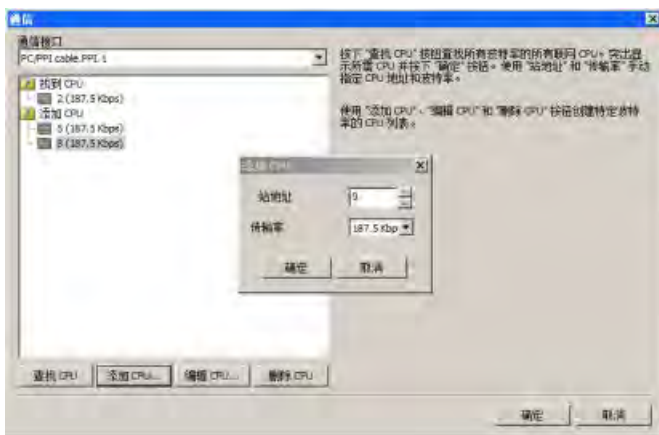 通信
通信接口
PC/PPI cable.PPI.1
找到 CPU
2 (187.5 Kbps)
添加 CPU
5 (187.5 Kbps)
8 (187.5 Kbps)
按下“查找 CPU”按钮查找所有波特率的所有联网 CPU。突出显
示所需 CPU 并按下“确定”按钮。使用“站地址”和“传输率”手动
指定 CPU 地址和波特率。
使用“添加 CPU”、“编辑 CPU”和“删除 CPU”按钮创建特定波特
率的 CPU 列表。
添加 CPU
站地址
9
传输率
187.5 Kbp
确定
取消
查找 CPU
添加 CPU...
编辑 CPU...
删除 CPU
确定
取消